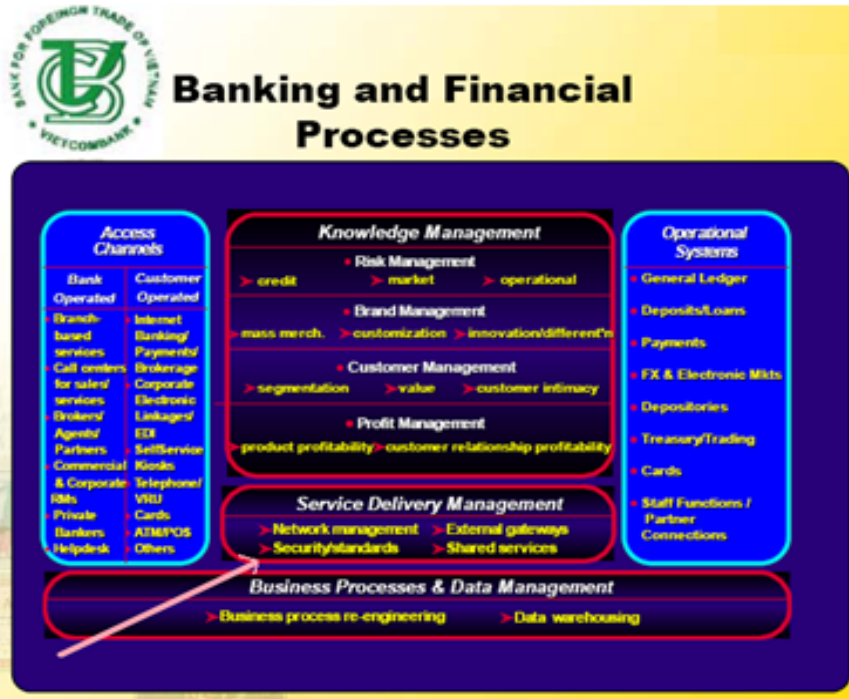 BANK FOR FOREINGM TRADE OF VIETNAM
VIETCOMBANK
Banking and Financial
Processes
Access
Channels
Bank
Operated
Branch-
based
services
Call centers
for sales/
services
Brokers/
Agents/
Partners
Commercial
& Corporate
RMs
Private
Bankers
Helpdesk
Customer
Operated
Internet
Banking/
Payments/
Brokerage
Corporate
Electronic
Linkages/
EDI
SelfService
Kiosks
Telephone/
VRU
Cards
ATM/POS
Others
Knowledge Management
Risk Management
credit market operational
Brand Management
mass merch. customization innovation/different'n
Customer Management
segmentation value customer intimacy
Profit Management
product profitability customer relationship profitability
Service Delivery Management
Network management External gateways
Security/standards Shared services
Operational
Systems
General Ledger
Deposits/Loans
Payments
FX & Electronic Mkts
Depositories
Treasury/Trading
Cards
Staff Functions /
Partner
Connections
Business Processes & Data Management
Business process re-engineering Data warehousing